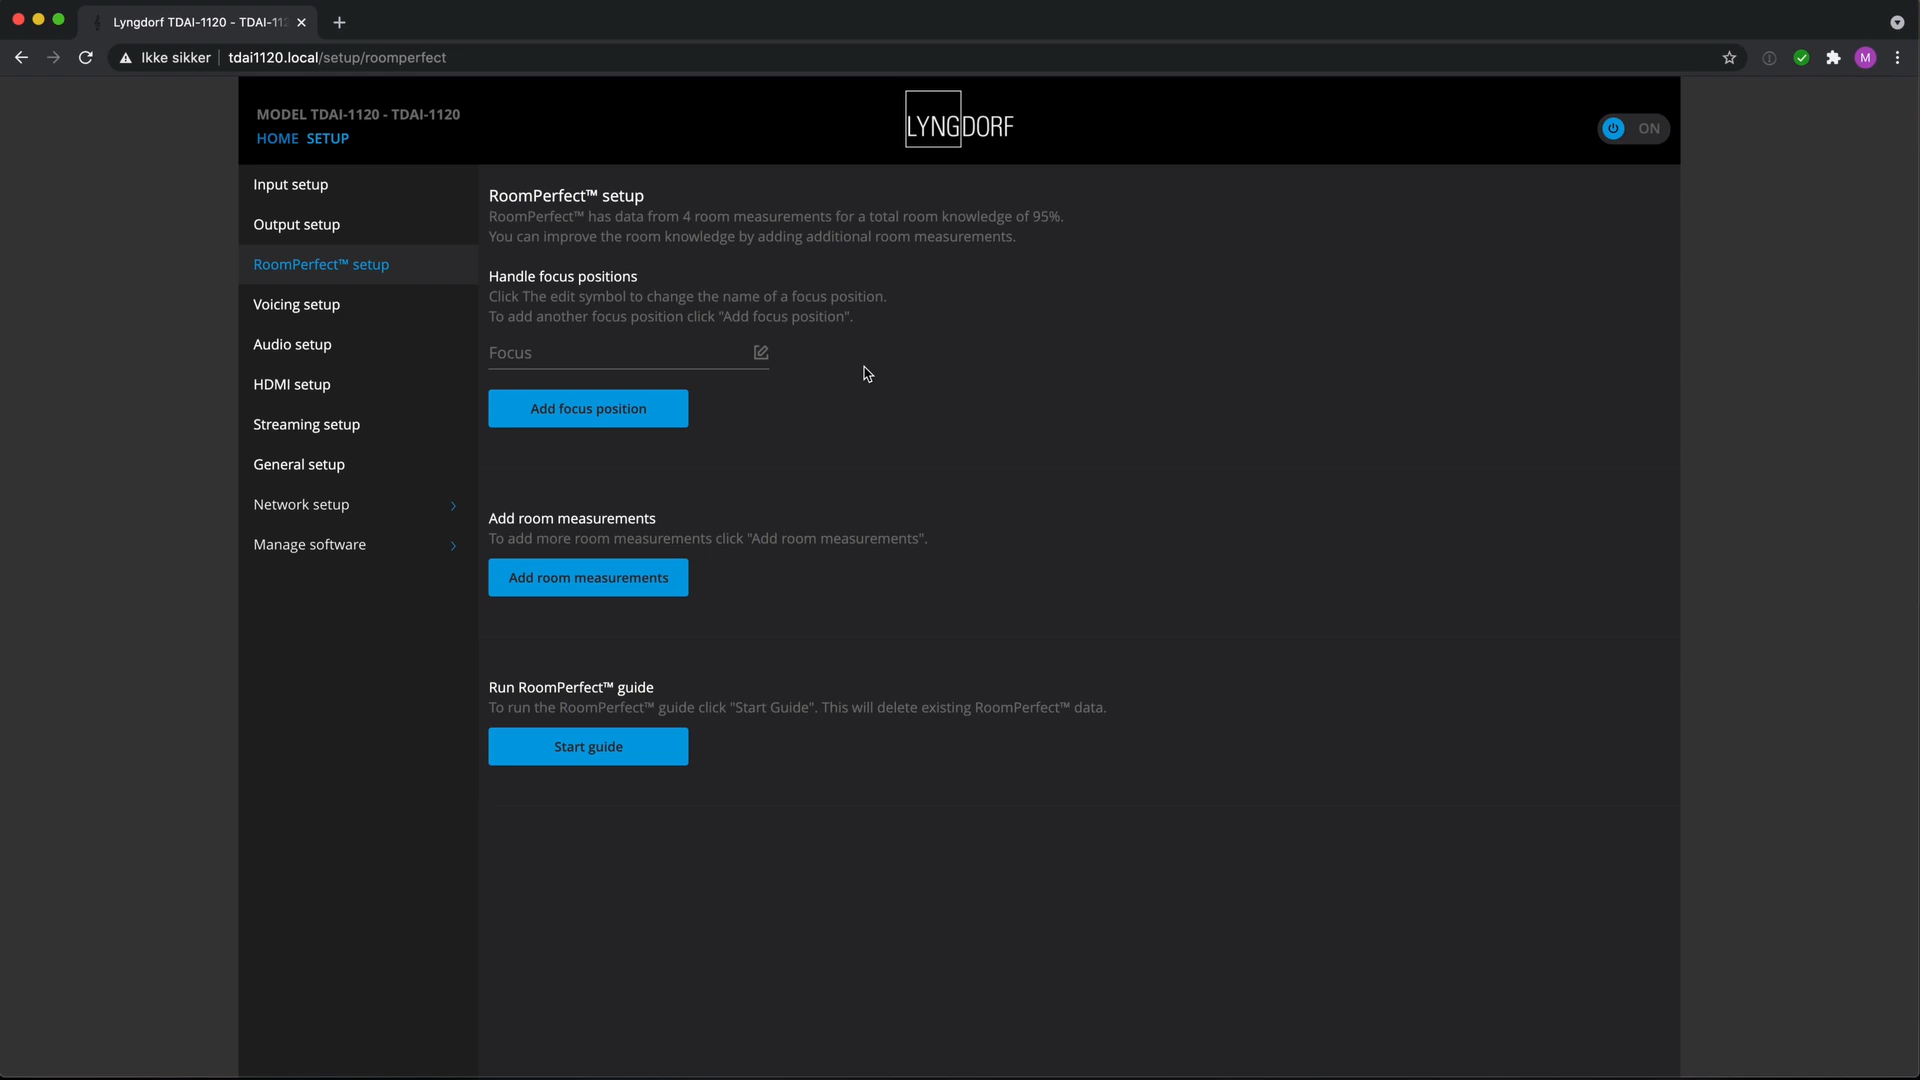 Lyngdorf TDAI-1120 - TDAI-112
Ikke sikker
tdai1120.local/setup/roomperfect
M
MODEL TDAI-1120 - TDAI-1120
HOME SETUP
LYNGDORF
ON
Input setup
Output setup
RoomPerfect™ setup
Voicing setup
Audio setup
HDMI setup
Streaming setup
General setup
Network setup
Manage software
RoomPerfect™ setup
RoomPerfect™ has data from 4 room measurements for a total room knowledge of 95%.
You can improve the room knowledge by adding additional room measurements.
Handle focus positions
Click The edit symbol to change the name of a focus position.
To add another focus position click "Add focus position".
Focus
Add focus position
Add room measurements
To add more room measurements click "Add room measurements".
Add room measurements
Run RoomPerfect™ guide
To run the RoomPerfect™ guide click "Start Guide". This will delete existing RoomPerfect™ data.
Start guide